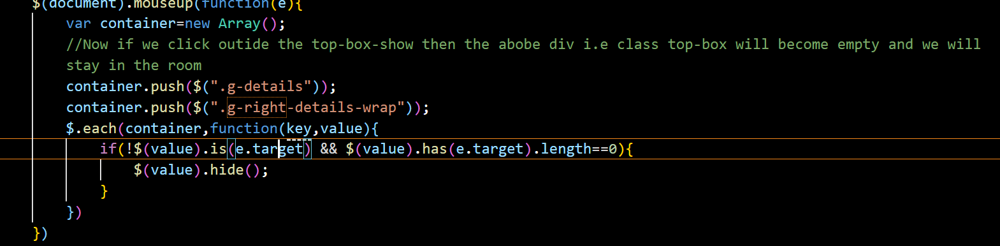 $(document).mouseup(function(e){
var container=new Array();
//Now if we click outide the top-box-show then the abobe div i.e class top-box will become empty and we will
stay in the room
container.push($(".g-details"));
container.push($(".g-right-details-wrap"));
$.each(container,function(key,value){
if(!$(value).is(e.target) && $(value).has(e.target).length==0){
$(value).hide();
}
})
})